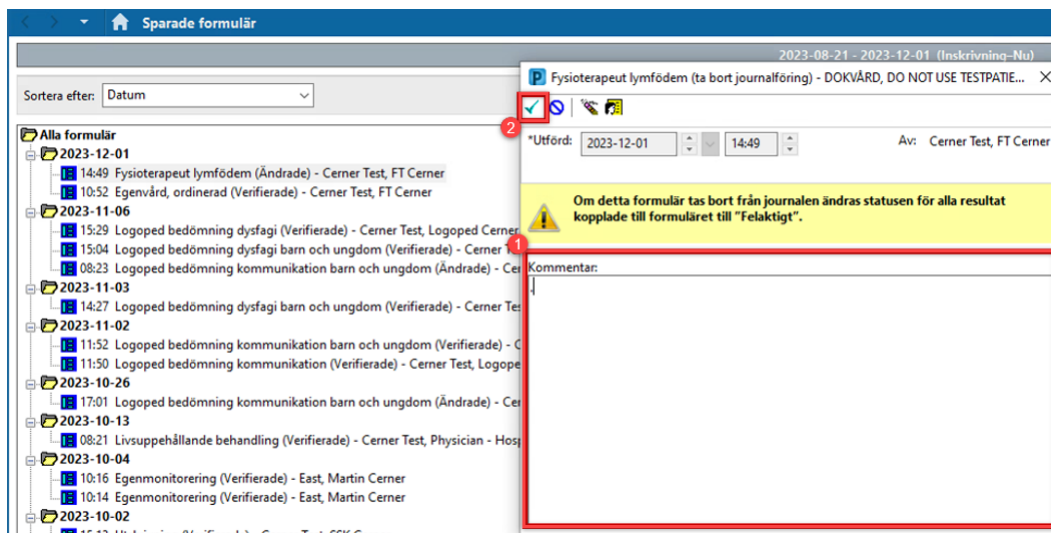 Sparade formulär
2023-08-21 - 2023-12-01 (Inskrivning–Nu)
Sortera efter: Datum
Alla formulär
2023-12-01
14:49 Fysioterapeut lymfödem (Ändrade) - Cerner Test, FT Cerner
10:52 Egenvård, ordinerad (Verifierade) - Cerner Test, FT Cerner
2023-11-06
15:29 Logoped bedömning dysfagi (Verifierade) - Cerner Test, Logoped Cerner
15:04 Logoped bedömning dysfagi barn och ungdom (Verifierade) - Cerner
08:23 Logoped bedömning kommunikation barn och ungdom (Ändrade) - Cer
2023-11-03
14:27 Logoped bedömning dysfagi barn och ungdom (Verifierade) - Cerner Te
2023-11-02
11:52 Logoped bedömning kommunikation barn och ungdom (Verifierade) - C
11:50 Logoped bedömning kommunikation (Verifierade) - Cerner Test, Logope
2023-10-26
17:01 Logoped bedömning kommunikation barn och ungdom (Ändrade) - Cer
2023-10-13
08:21 Livsuppehållande behandling (Verifierade) - Cerner Test, Physician - Hosp
2023-10-04
10:16 Egenmonitorering (Verifierade) - East, Martin Cerner
10:14 Egenmonitorering (Verifierade) - East, Martin Cerner
2023-10-02
P Fysioterapeut lymfödem (ta bort journalföring) - DOKVÅRD, DO NOT USE TESTPATIE...
2
*Utförd: 2023-12-01 14:49 Av: Cerner Test, FT Cerner
Om detta formulär tas bort från journalen ändras statusen för alla resultat
kopplade till formuläret till "Felaktigt".
1
Kommentar:
.